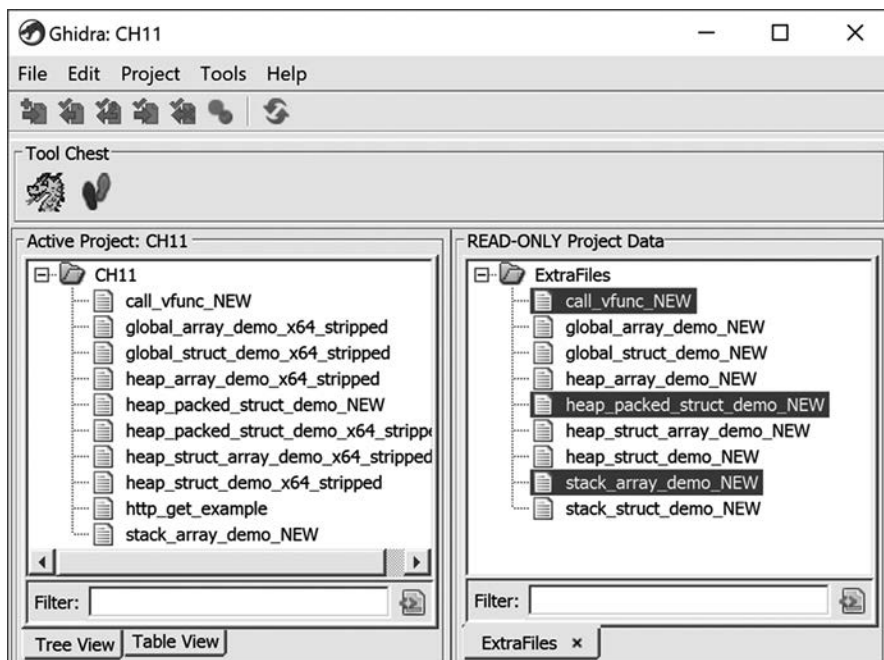 Ghidra: CH11
File Edit Project Tools Help
Tool Chest
Active Project: CH11
CH11
call_vfunc_NEW
global_array_demo_x64_stripped
global_struct_demo_x64_stripped
heap_array_demo_x64_stripped
heap_packed_struct_demo_NEW
heap_packed_struct_demo_x64_strippe
heap_struct_array_demo_x64_stripped
heap_struct_demo_x64_stripped
http_get_example
stack_array_demo_NEW
Filter:
Tree View Table View
READ-ONLY Project Data
ExtraFiles
call_vfunc_NEW
global_array_demo_NEW
global_struct_demo_NEW
heap_array_demo_NEW
heap_packed_struct_demo_NEW
heap_struct_array_demo_NEW
heap_struct_demo_NEW
stack_array_demo_NEW
stack_struct_demo_NEW
Filter:
ExtraFiles ×